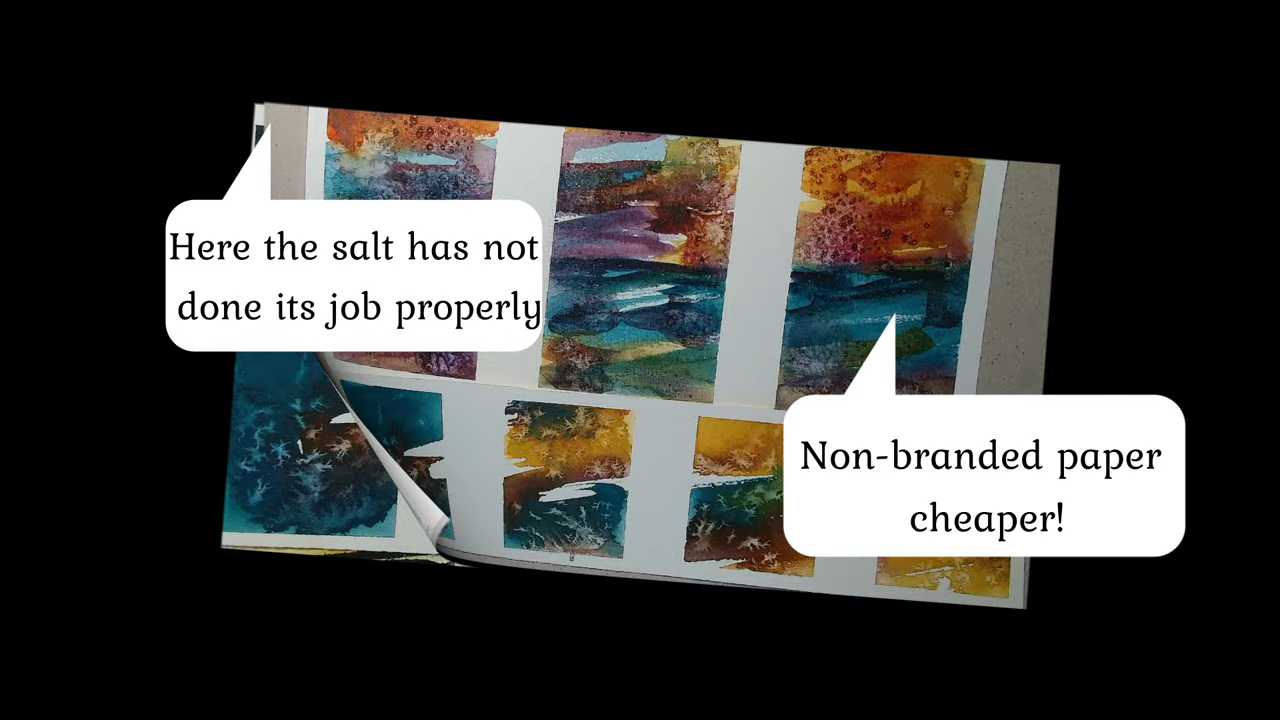 Here the salt has not
done its job properly
Non-branded paper
cheaper!